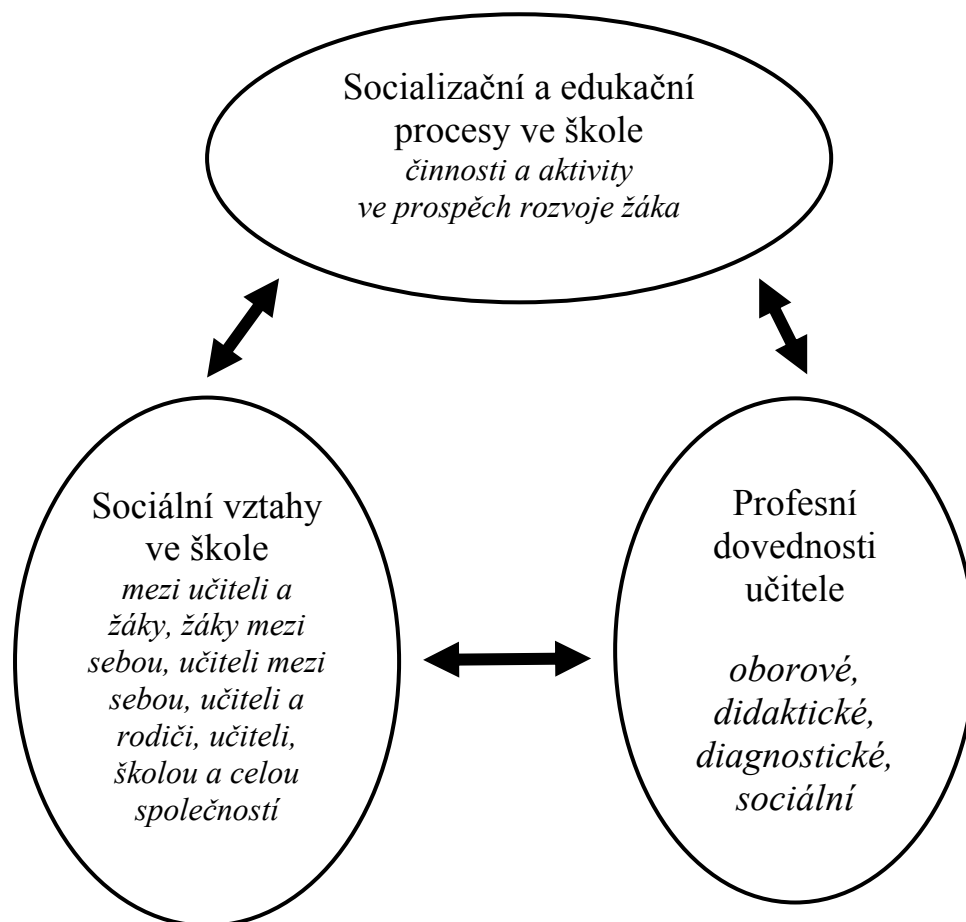 Socializační a edukační
procesy ve škole
činnosti a aktivity
ve prospěch rozvoje žáka
Sociální vztahy
ve škole
mezi učiteli a
žáky, žáky mezi
sebou, učiteli mezi
sebou, učiteli a
rodiči, učiteli,
školou a celou
společností
Profesní
dovednosti
učitele
oborové,
didaktické,
diagnostické,
sociální